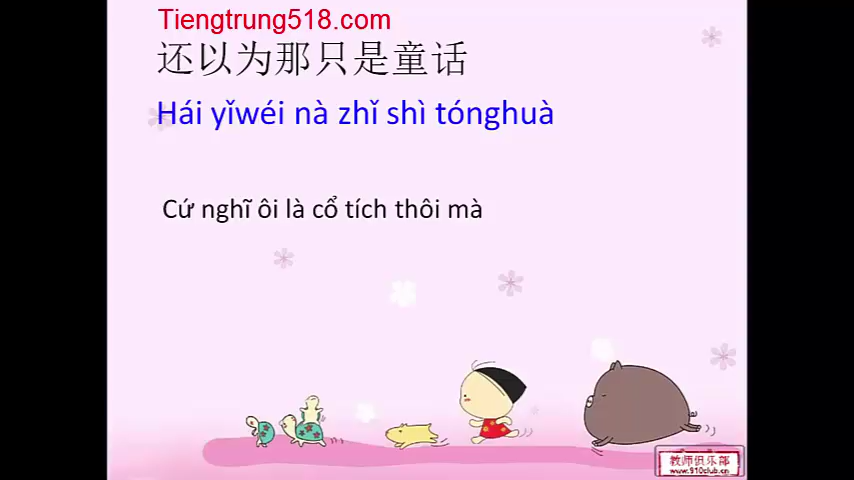 Tiengtrung518.com
还以为那只是童话
Hái yǐwéi nà zhǐ shì tónghuà
Cứ nghĩ ôi là cổ tích thôi mà
教师俱乐部
www.910club.cn